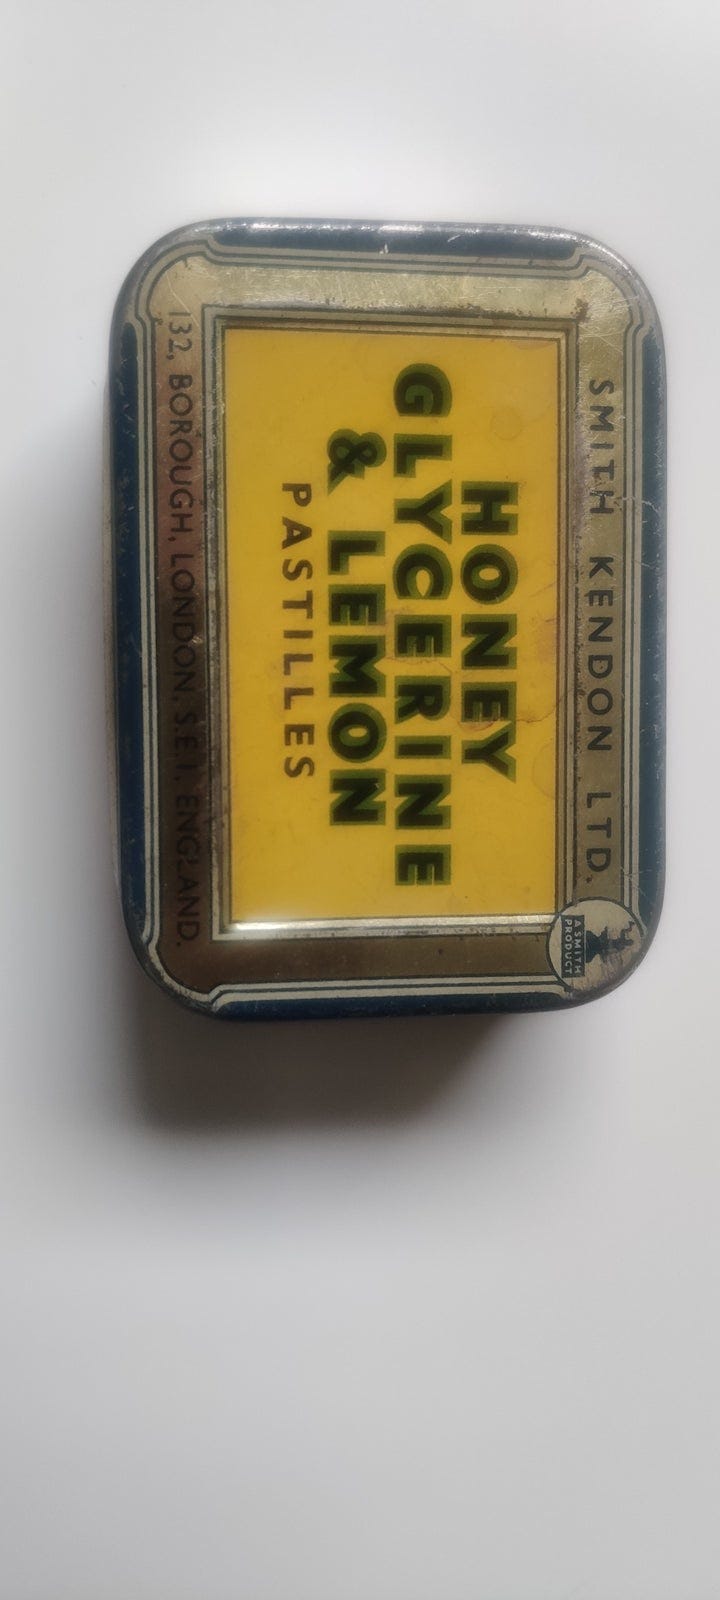 SMITH KENDON LTD.
A SMITH
PRODUCT
HONEY
GLYCERINE
& LEMON
PASTILLES
132, BOROUGH, LONDON, S.E.1, ENGLAND.